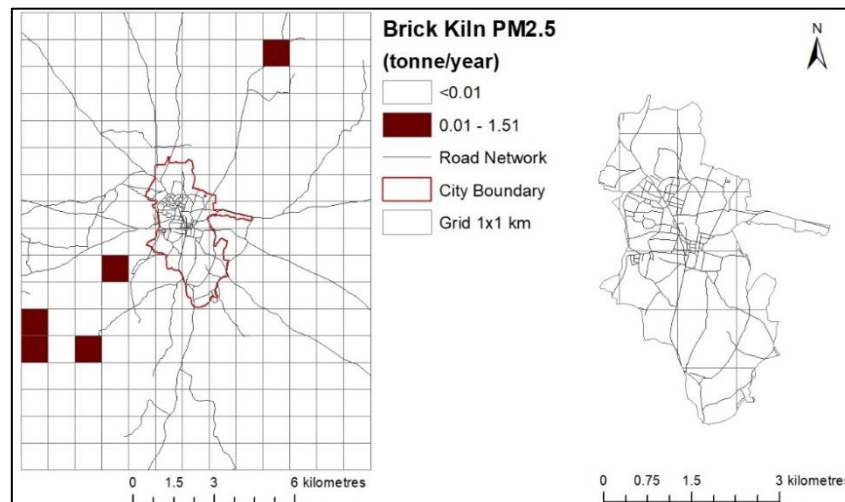 Brick Kiln PM2.5
(tonne/year)
<0.01
0.01 - 1.51
Road Network
City Boundary
Grid 1x1 km
N
0 1.5 3 6 kilometres
0 0.75 1.5 3 kilometres